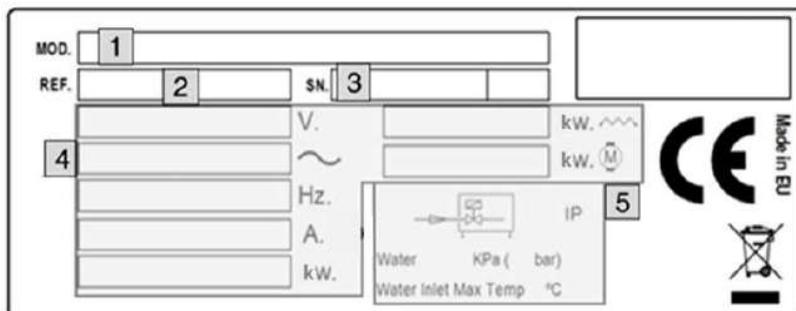 MOD. 1
REF. 2 SN. 3
V. kw.
4 kw. M
Hz. 5
A. IP
kw. Water KPa ( bar)
Water Inlet Max Temp °C
CE
Made in EU